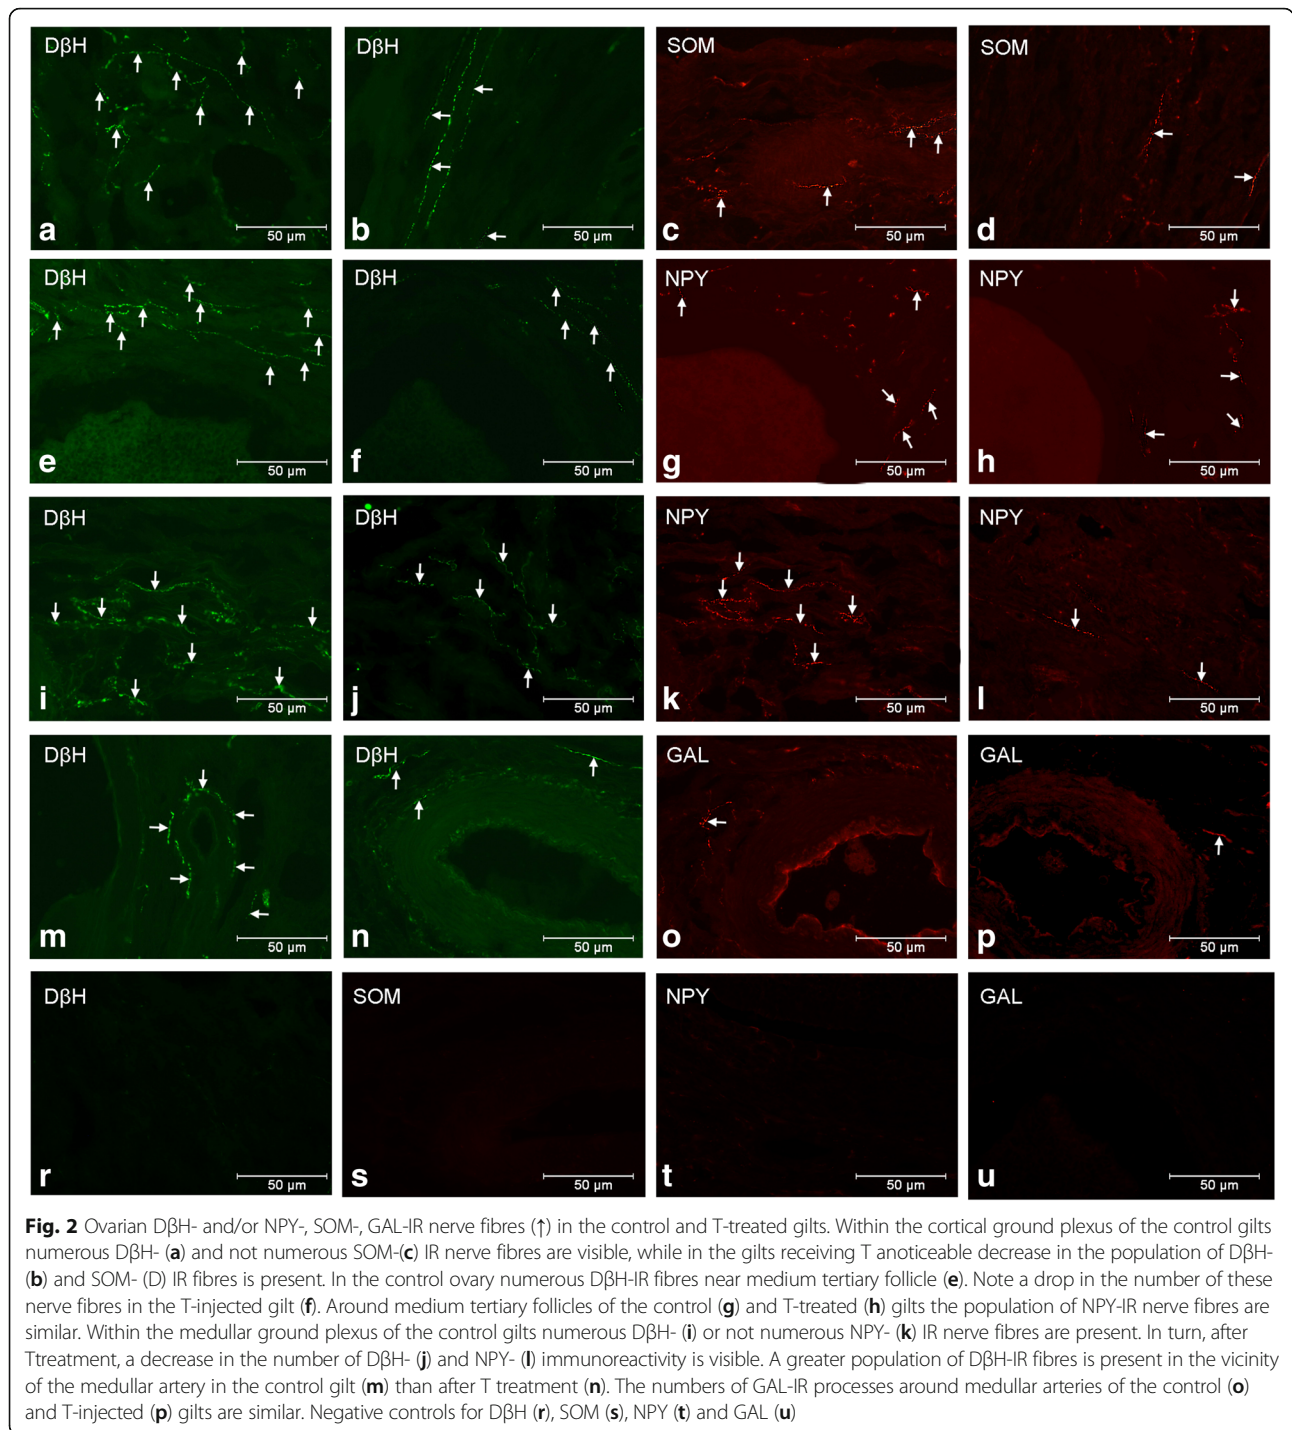 DβH DβH SOM SOM
50 µm 50 µm 50 µm 50 µm
a b c d
DβH DβH NPY NPY
50 µm 50 µm 50 µm 50 µm
e f g h
DβH DβH NPY NPY
50 µm 50 µm 50 µm 50 µm
i j k l
DβH DβH GAL GAL
50 µm 50 µm 50 µm 50 µm
m n o p
DβH SOM NPY GAL
50 µm 50 µm 50 µm 50 µm
r s t u
Fig. 2 Ovarian DβH- and/or NPY-, SOM-, GAL-IR nerve fibres (↑) in the control and T-treated gilts. Within the cortical ground plexus of the control gilts
numerous DβH- (a) and not numerous SOM-(c) IR nerve fibres are visible, while in the gilts receiving T anoticeable decrease in the population of DβH-
(b) and SOM- (D) IR fibres is present. In the control ovary numerous DβH-IR fibres near medium tertiary follicle (e). Note a drop in the number of these
nerve fibres in the T-injected gilt (f). Around medium tertiary follicles of the control (g) and T-treated (h) gilts the population of NPY-IR nerve fibres are
similar. Within the medullar ground plexus of the control gilts numerous DβH- (i) or not numerous NPY- (k) IR nerve fibres are present. In turn, after
Ttreatment, a decrease in the number of DβH- (j) and NPY- (l) immunoreactivity is visible. A greater population of DβH-IR fibres is present in the vicinity
of the medullar artery in the control gilt (m) than after T treatment (n). The numbers of GAL-IR processes around medullar arteries of the control (o)
and T-injected (p) gilts are similar. Negative controls for DβH (r), SOM (s), NPY (t) and GAL (u)